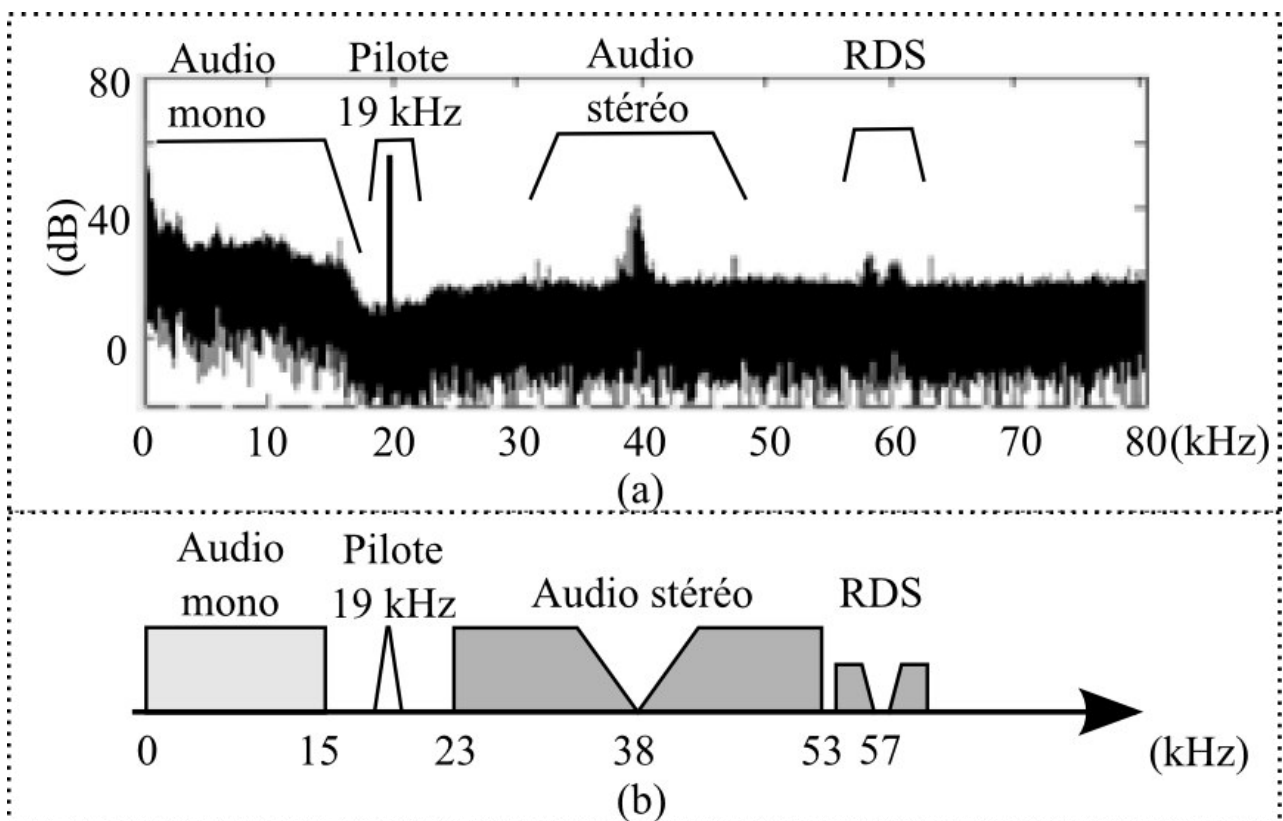 Audio mono
Pilote 19 kHz
Audio stéréo
RDS
80
40
0
(dB)
0 10 20 30 40 50 60 70 80 (kHz)
(a)
Audio mono
Pilote 19 kHz
Audio stéréo
RDS
0 15 23 38 53 57 (kHz)
(b)